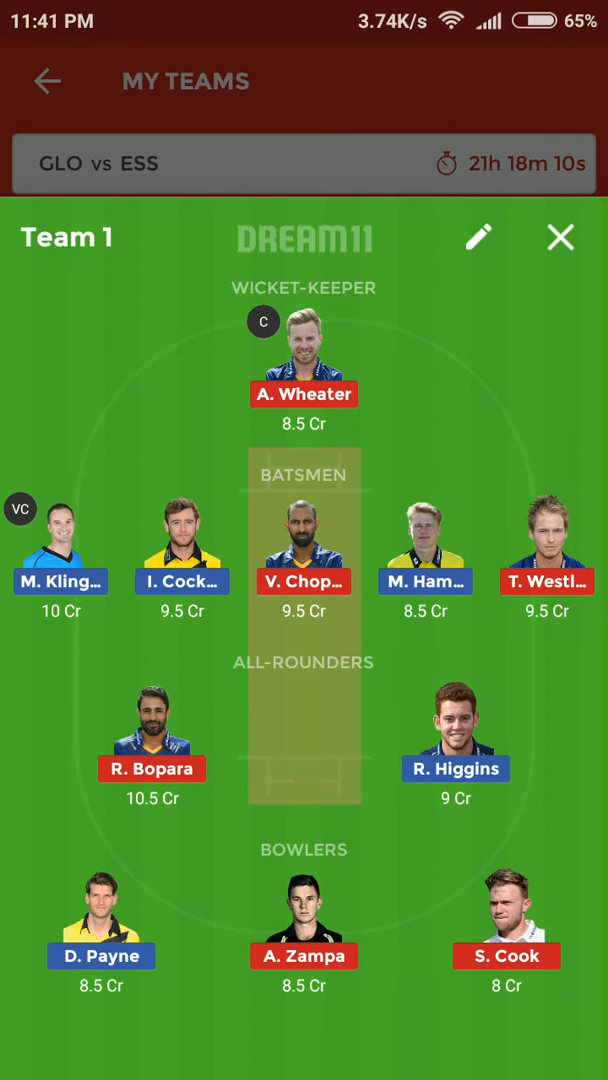 11:41 PM 3.74K/s 65%
MY TEAMS
GLO vs ESS 21h 18m 10s
Team 1 DREAM11
WICKET-KEEPER
C
A. Wheater
8.5 Cr
BATSMEN
VC
M. Kling... I. Cock... V. Chop... M. Ham... T. Westl...
10 Cr 9.5 Cr 9.5 Cr 8.5 Cr 9.5 Cr
ALL-ROUNDERS
R. Bopara R. Higgins
10.5 Cr 9 Cr
BOWLERS
D. Payne A. Zampa S. Cook
8.5 Cr 8.5 Cr 8 Cr